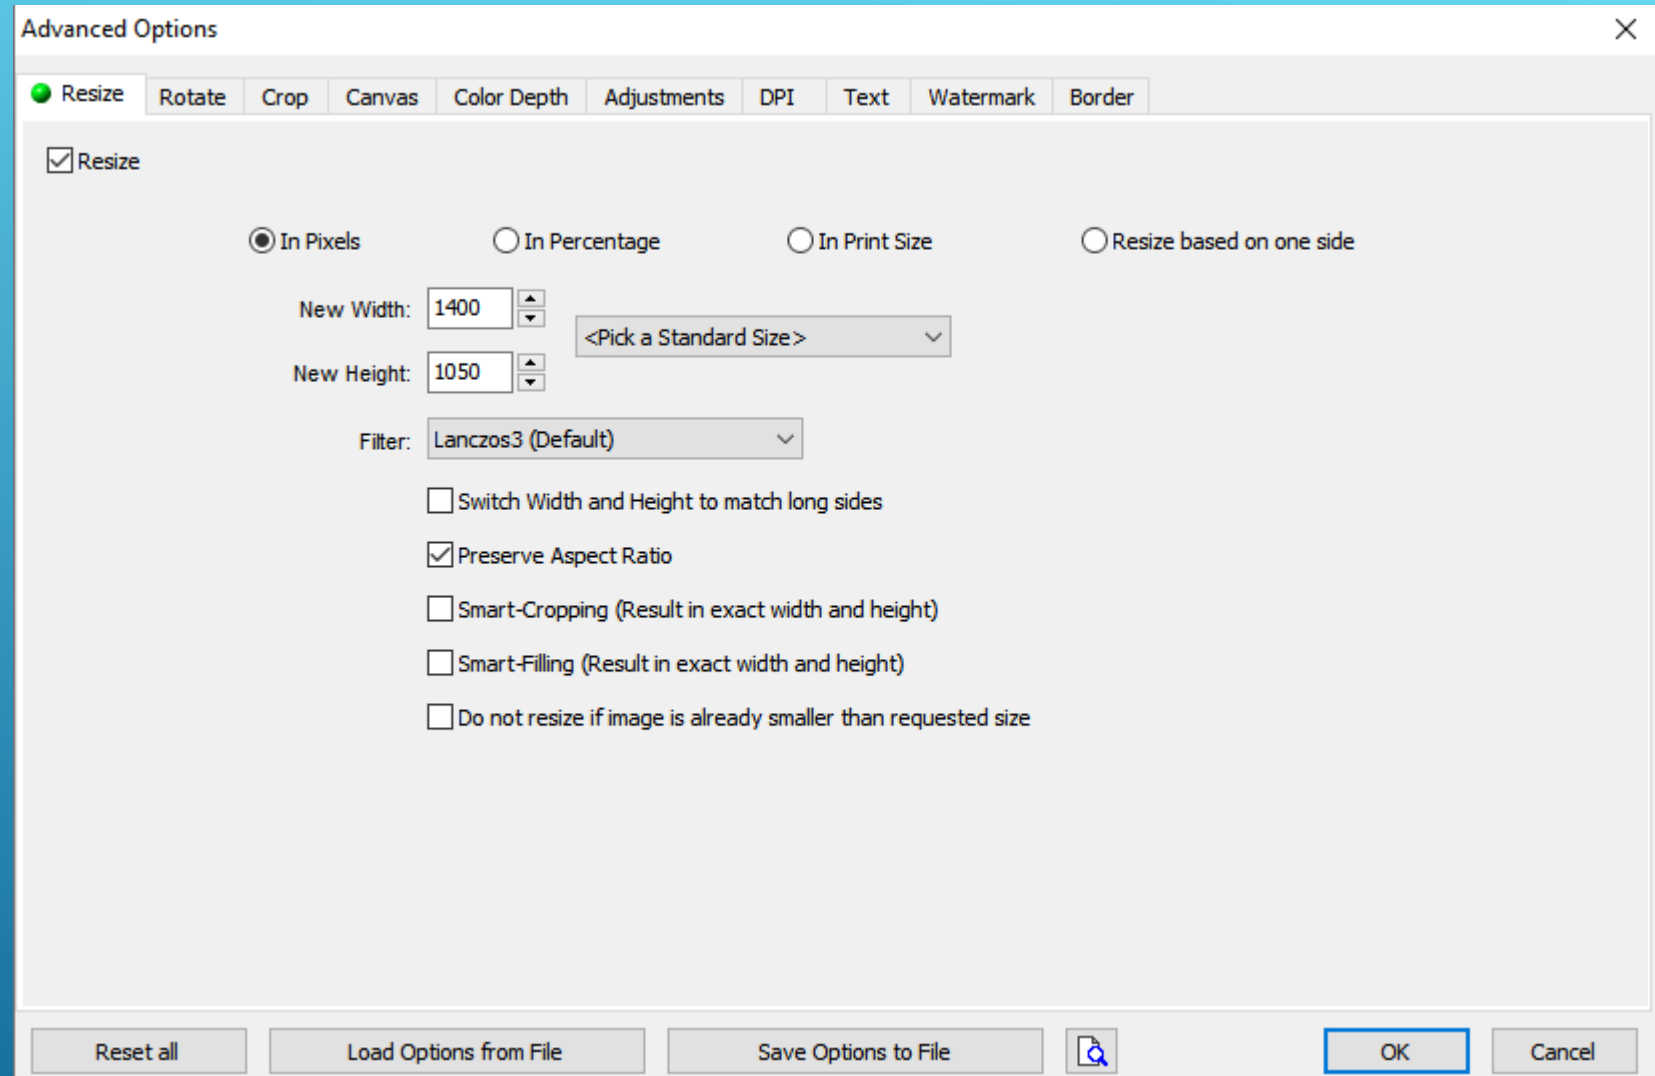 Advanced Options
Resize Rotate Crop Canvas Color Depth Adjustments DPI Text Watermark Border
Resize
In Pixels In Percentage In Print Size Resize based on one side
New Width: 1400
<Pick a Standard Size>
New Height: 1050
Filter: Lanczos3 (Default)
Switch Width and Height to match long sides
Preserve Aspect Ratio
Smart-Cropping (Result in exact width and height)
Smart-Filling (Result in exact width and height)
Do not resize if image is already smaller than requested size
Reset all Load Options from File Save Options to File OK Cancel